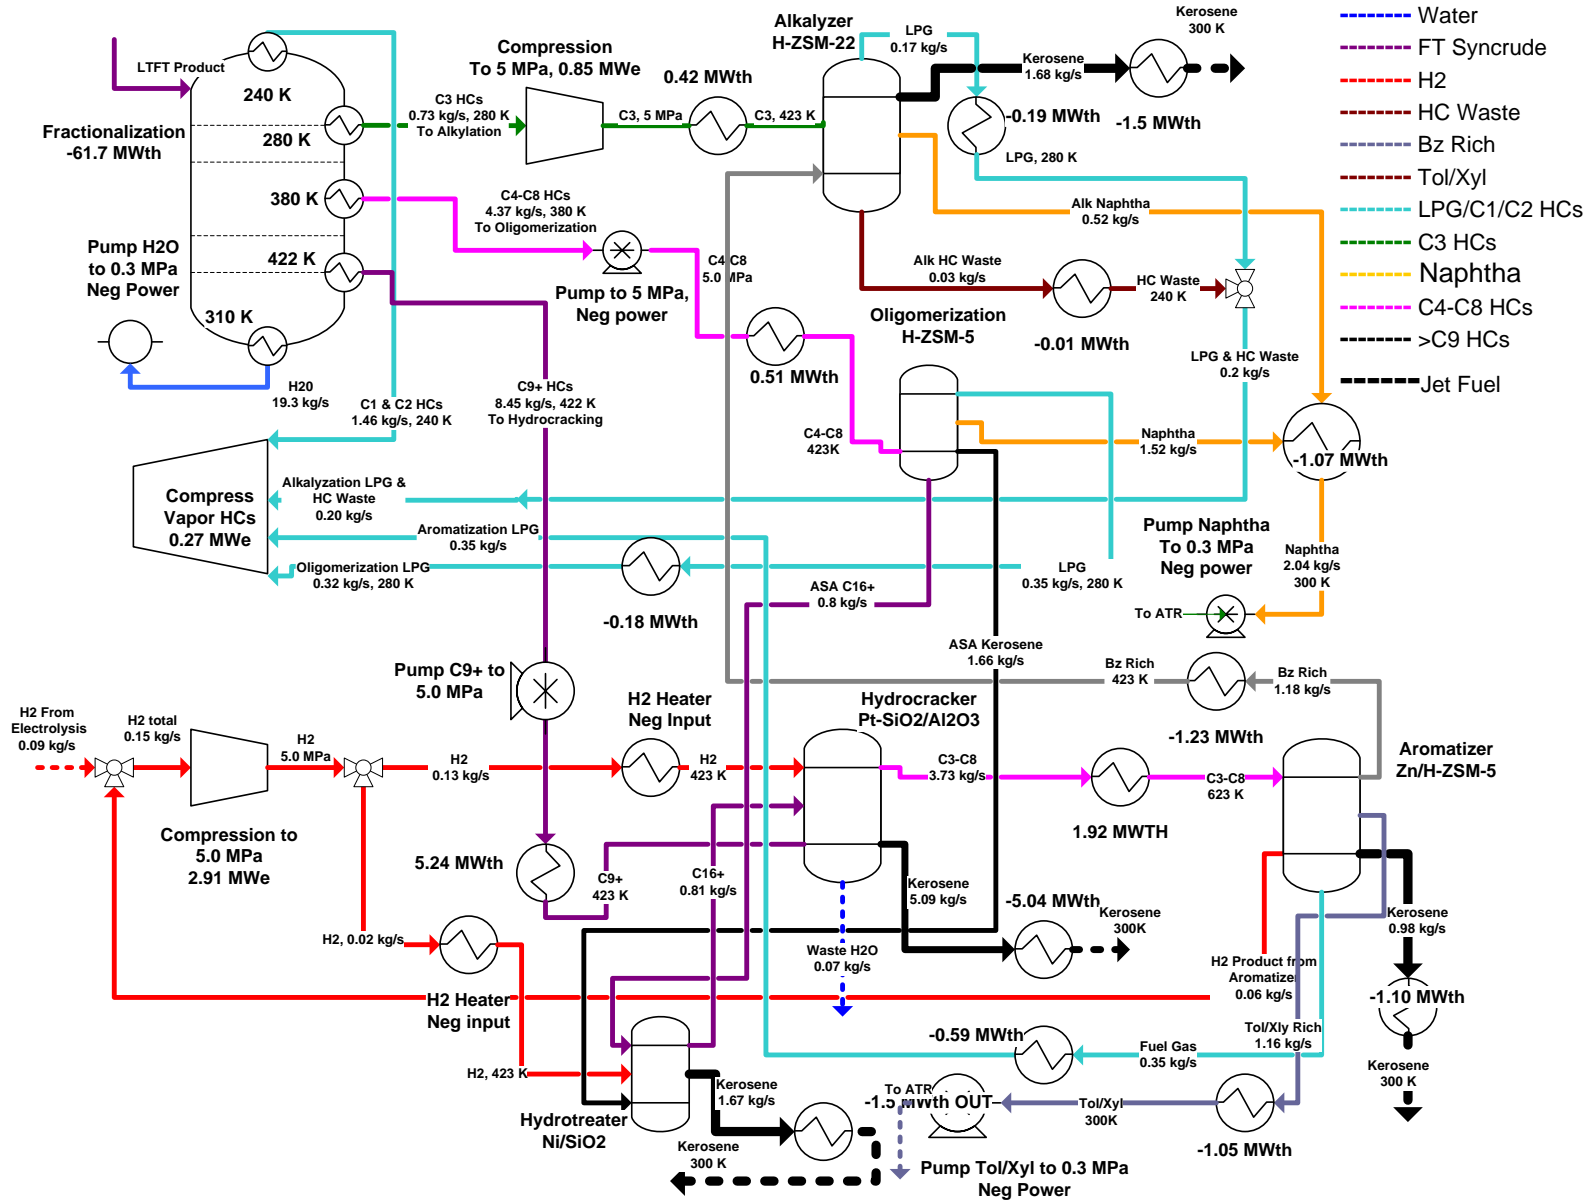 LTFT Product
240 K
Fractionalization
-61.7 MWth
280 K
380 K
422 K
310 K
Pump H2O
to 0.3 MPa
Neg Power
H20
19.3 kg/s
C1 & C2 HCs
1.46 kg/s, 240 K
C3 HCs
0.73 kg/s, 280 K
To Alkylation
Compression
To 5 MPa, 0.85 MWe
C3, 5 MPa
0.42 MWth
C3, 423 K
C4-C8 HCs
4.37 kg/s, 380 K
To Oligomerization
Pump to 5 MPa,
Neg power
C4-C8
5.0 MPa
0.51 MWth
C9+ HCs
8.45 kg/s, 422 K
To Hydrocracking
Alkalyzer
H-ZSM-22
LPG
0.17 kg/s
Kerosene
1.68 kg/s
Kerosene
300 K
-1.5 MWth
-0.19 MWth
LPG, 280 K
Alk Naphtha
0.52 kg/s
Alk HC Waste
0.03 kg/s
HC Waste
240 K
-0.01 MWth
LPG & HC Waste
0.2 kg/s
Oligomerization
H-ZSM-5
C4-C8
423K
Naphtha
1.52 kg/s
-1.07 MWth
Pump Naphtha
To 0.3 MPa
Neg power
Naphtha
2.04 kg/s
300 K
To ATR
Water
FT Syncrude
H2
HC Waste
Bz Rich
Tol/Xyl
LPG/C1/C2 HCs
C3 HCs
Naphtha
C4-C8 HCs
>C9 HCs
Jet Fuel
Compress
Vapor HCs
0.27 MWe
Alkalyzation LPG &
HC Waste
0.20 kg/s
Aromatization LPG
0.35 kg/s
Oligomerization LPG
0.32 kg/s, 280 K
-0.18 MWth
LPG
0.35 kg/s, 280 K
ASA C16+
0.8 kg/s
ASA Kerosene
1.66 kg/s
Pump C9+ to
5.0 MPa
H2 Heater
Neg Input
Hydrocracker
Pt-SiO2/Al2O3
Bz Rich
423 K
Bz Rich
1.18 kg/s
-1.23 MWth
Aromatizer
Zn/H-ZSM-5
H2 From
Electrolysis
0.09 kg/s
H2 total
0.15 kg/s
H2
5.0 MPa
H2
0.13 kg/s
H2
423 K
C3-C8
3.73 kg/s
C3-C8
623 K
1.92 MWTH
Compression to
5.0 MPa
2.91 MWe
5.24 MWth
C9+
423 K
C16+
0.81 kg/s
Kerosene
5.09 kg/s
-5.04 MWth
Kerosene
300K
Waste H2O
0.07 kg/s
H2, 0.02 kg/s
H2 Heater
Neg input
H2, 423 K
H2 Product from
Aromatizer
0.06 kg/s
Kerosene
0.98 kg/s
-1.10 MWth
Kerosene
300 K
Tol/Xly Rich
1.16 kg/s
-0.59 MWth
Fuel Gas
0.35 kg/s
Hydrotreater
Ni/SiO2
Kerosene
1.67 kg/s
Kerosene
300 K
To ATR
-1.5 MWth OUT
Tol/Xyl
300K
-1.05 MWth
Pump Tol/Xyl to 0.3 MPa
Neg Power